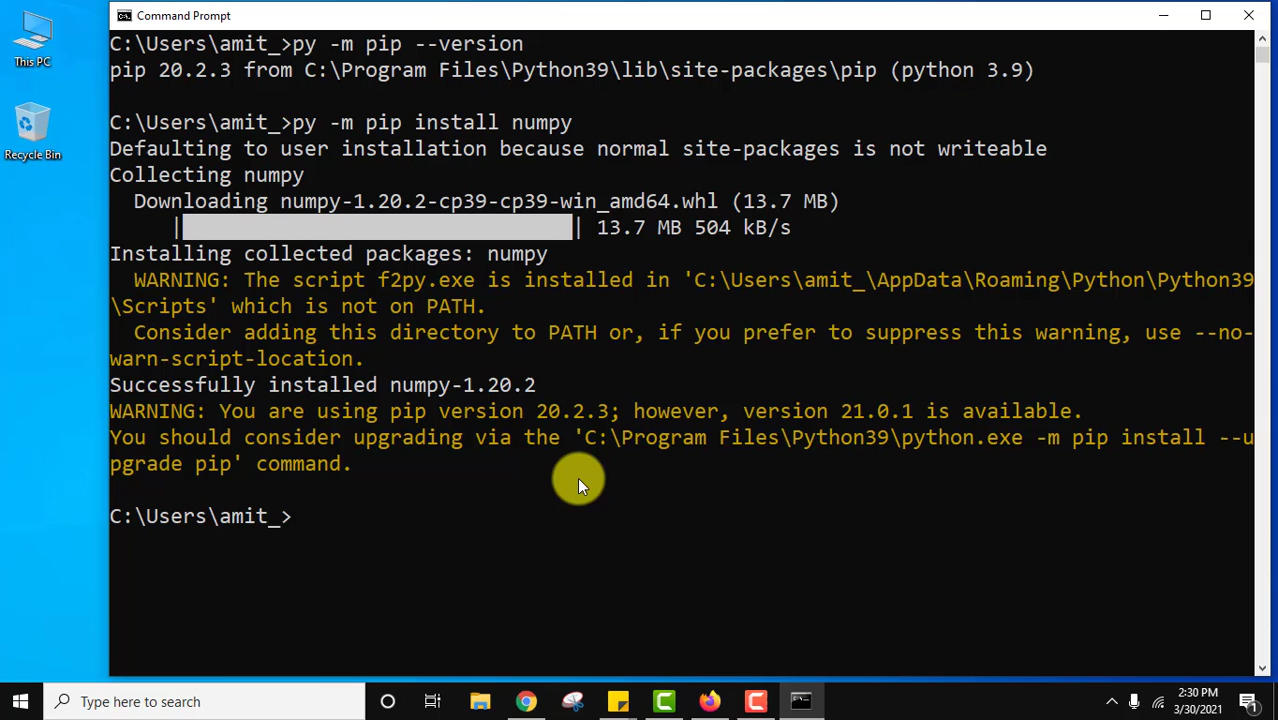 Command Prompt
This PC
Recycle Bin
C:\Users\amit_>py -m pip --version
pip 20.2.3 from C:\Program Files\Python39\lib\site-packages\pip (python 3.9)
C:\Users\amit_>py -m pip install numpy
Defaulting to user installation because normal site-packages is not writeable
Collecting numpy
Downloading numpy-1.20.2-cp39-cp39-win_amd64.whl (13.7 MB)
| | 13.7 MB 504 kB/s
Installing collected packages: numpy
WARNING: The script f2py.exe is installed in 'C:\Users\amit_\AppData\Roaming\Python\Python39
\Scripts' which is not on PATH.
Consider adding this directory to PATH or, if you prefer to suppress this warning, use --no-
warn-script-location.
Successfully installed numpy-1.20.2
WARNING: You are using pip version 20.2.3; however, version 21.0.1 is available.
You should consider upgrading via the 'C:\Program Files\Python39\python.exe -m pip install --u
pgrade pip' command.
C:\Users\amit_>
Type here to search
2:30 PM
3/30/2021
1